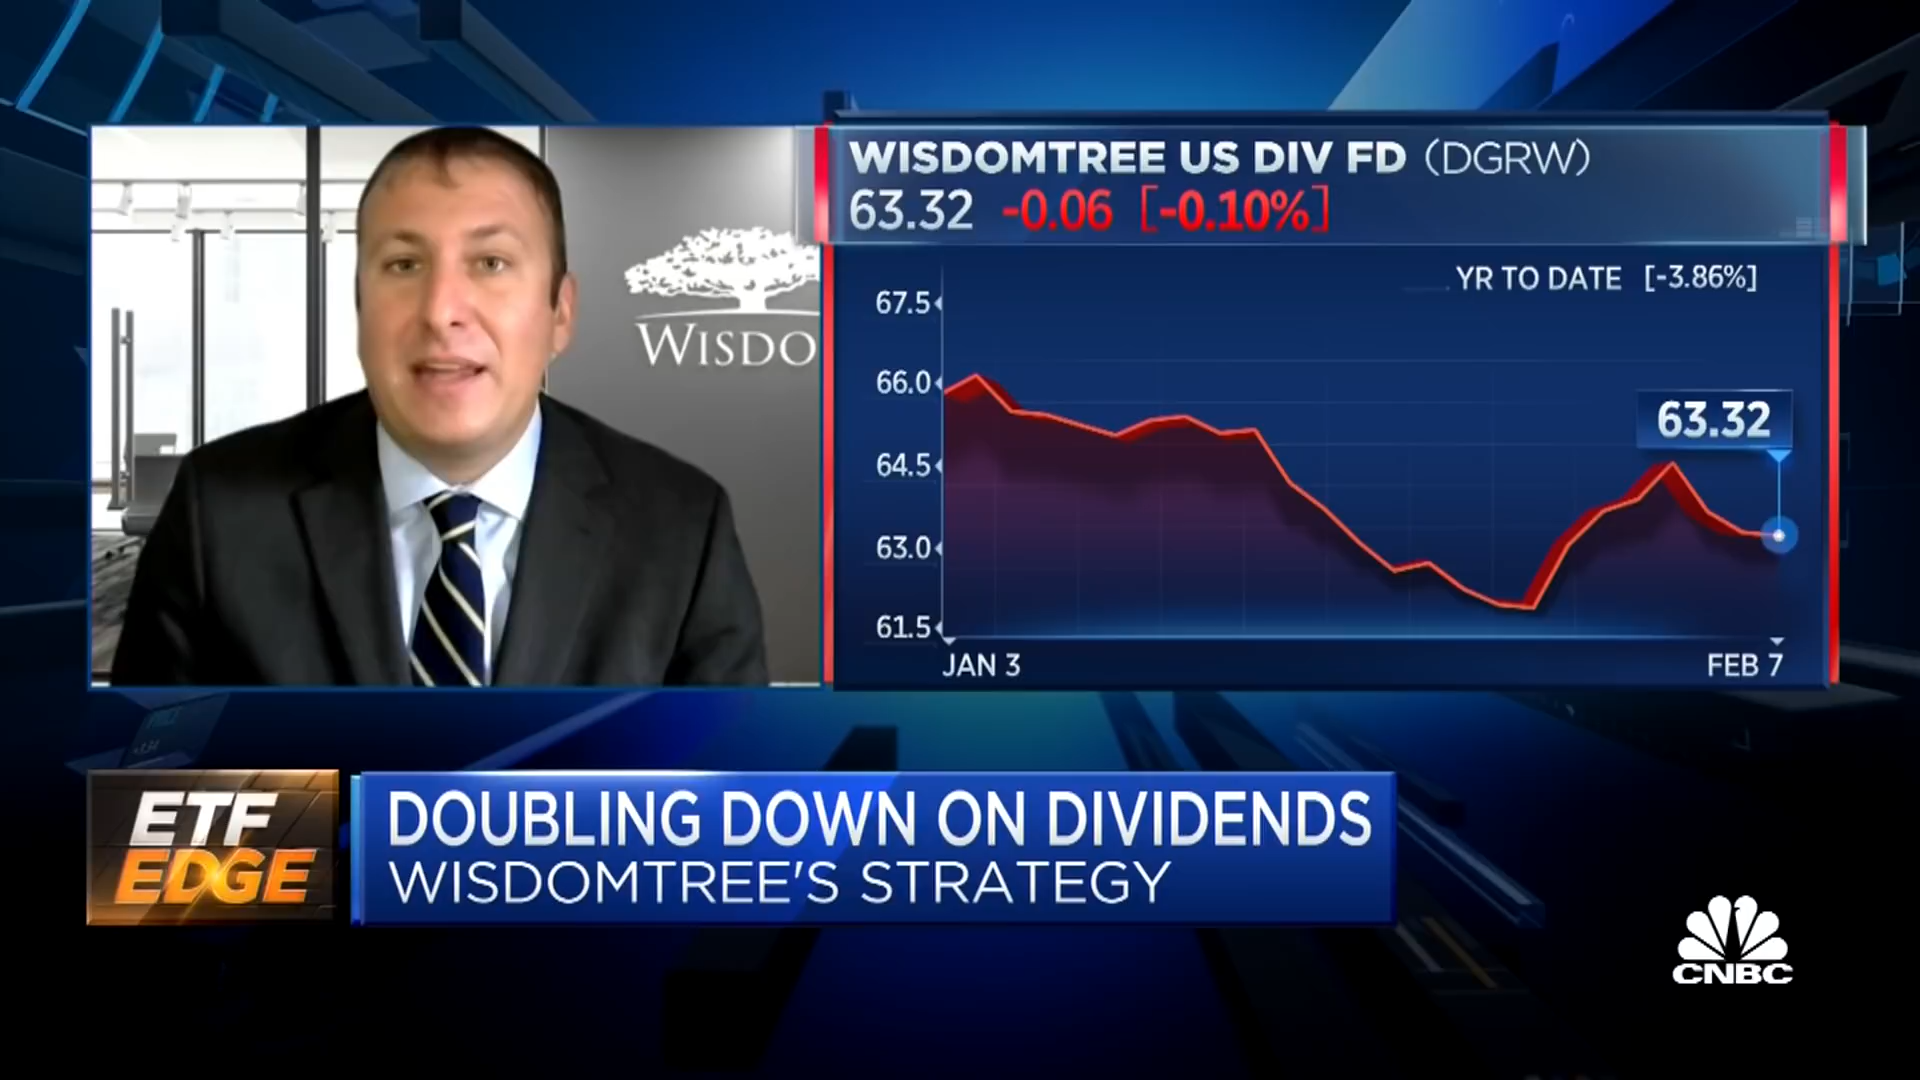 WISDO
WISDOMTREE US DIV FD (DGRW)
63.32 -0.06 [-0.10%]
YR TO DATE [-3.86%]
67.5
66.0
64.5
63.0
61.5
63.32
JAN 3
FEB 7
ETF
EDGE
DOUBLING DOWN ON DIVIDENDS
WISDOMTREE'S STRATEGY
CNBC